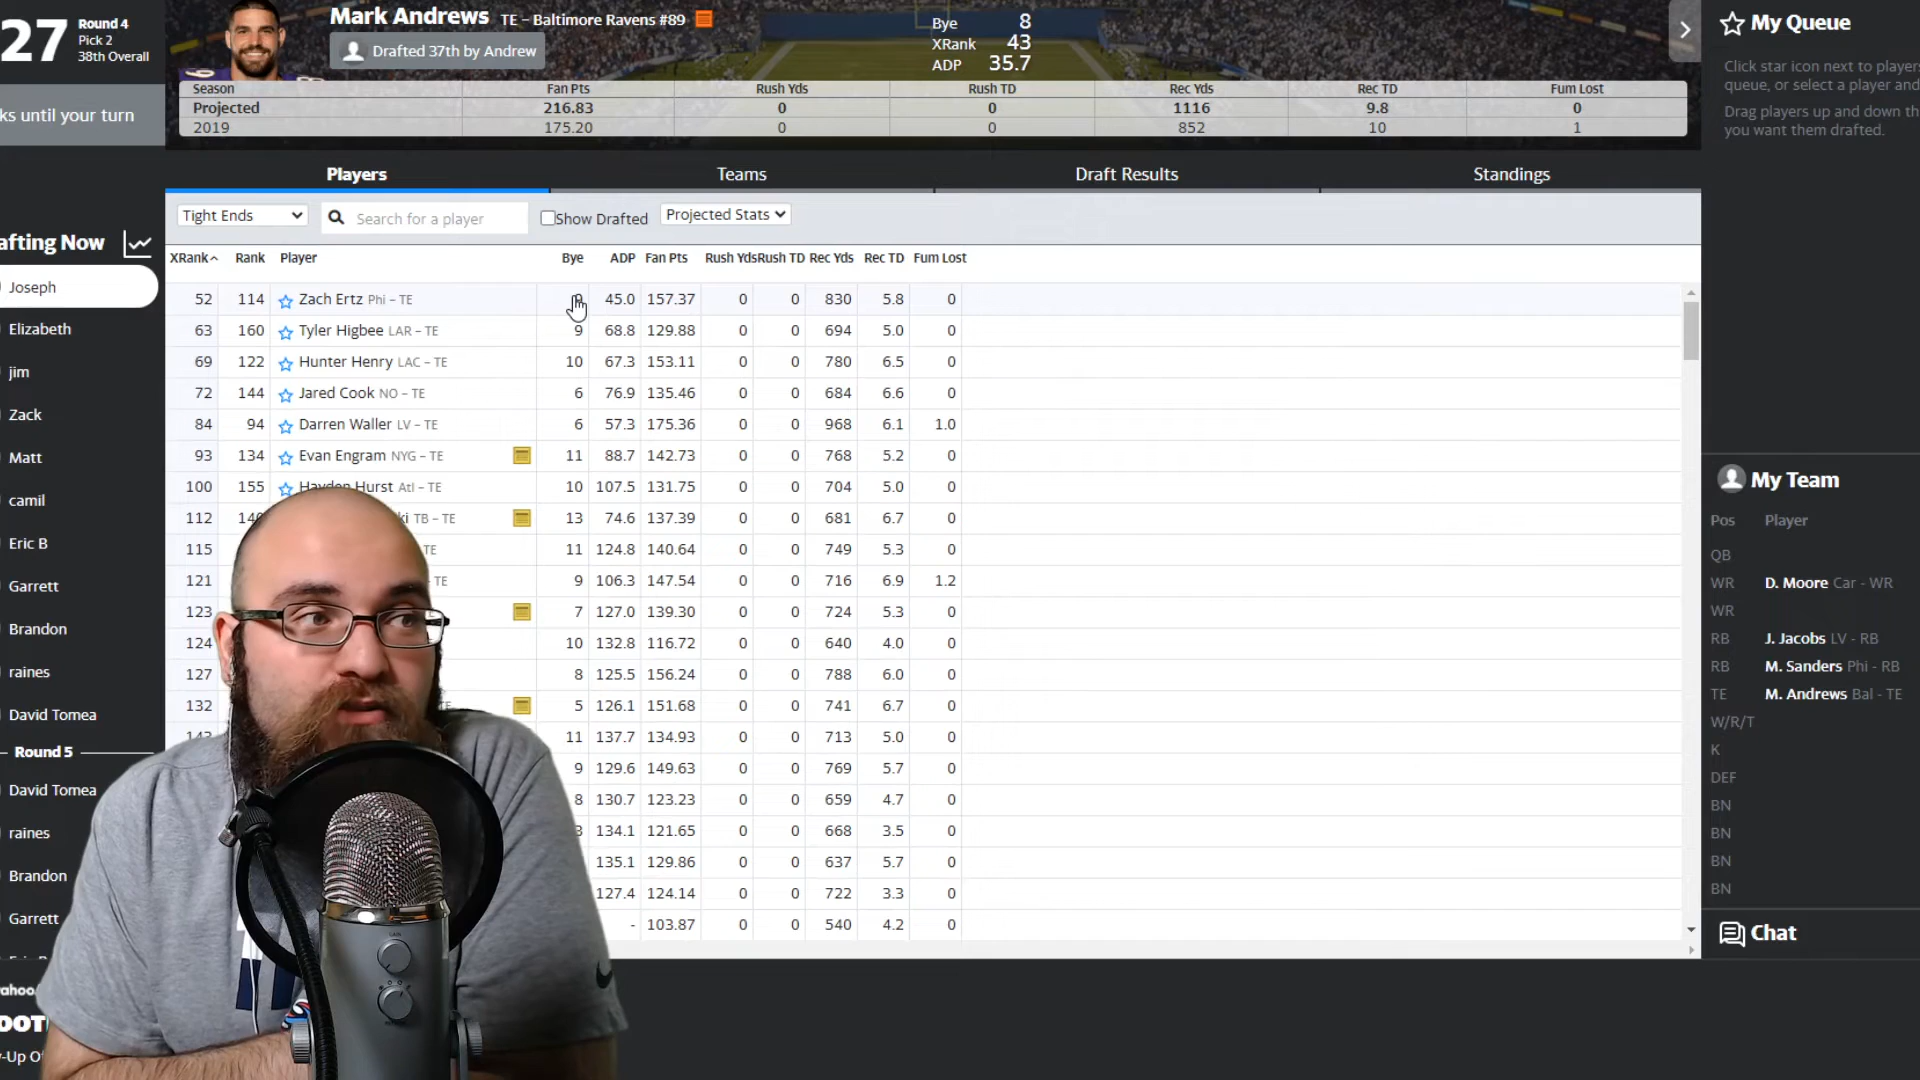 27
Round 4
Pick 2
38th Overall
ks until your turn
Mark Andrews TE – Baltimore Ravens #89
Drafted 37th by Andrew
Bye 8
XRank 43
ADP 35.7
Season Fan Pts Rush Yds Rush TD Rec Yds Rec TD Fum Lost
Projected 216.83 0 0 1116 9.8 0
2019 175.20 0 0 852 10 1
My Queue
Click star icon next to players
queue, or select a player and
Drag players up and down th
you want them drafted.
Players Teams Draft Results Standings
Tight Ends Search for a player Show Drafted Projected Stats
afting Now
Joseph
Elizabeth
jim
Zack
Matt
camil
Eric B
Garrett
Brandon
raines
David Tomea
Round 5
David Tomea
raines
Brandon
Garrett
XRank Rank Player Bye ADP Fan Pts Rush Yds Rush TD Rec Yds Rec TD Fum Lost
52 114 Zach Ertz Phi – TE 45.0 157.37 0 0 830 5.8 0
63 160 Tyler Higbee LAR – TE 9 68.8 129.88 0 0 694 5.0 0
69 122 Hunter Henry LAC – TE 10 67.3 153.11 0 0 780 6.5 0
72 144 Jared Cook NO – TE 6 76.9 135.46 0 0 684 6.6 0
84 94 Darren Waller LV – TE 6 57.3 175.36 0 0 968 6.1 1.0
93 134 Evan Engram NYG – TE 11 88.7 142.73 0 0 768 5.2 0
100 155 Hayden Hurst Atl – TE 10 107.5 131.75 0 0 704 5.0 0
112 ki TB – TE 13 74.6 137.39 0 0 681 6.7 0
115 TE 11 124.8 140.64 0 0 749 5.3 0
121 – TE 9 106.3 147.54 0 0 716 6.9 1.2
123 7 127.0 139.30 0 0 724 5.3 0
124 10 132.8 116.72 0 0 640 4.0 0
127 8 125.5 156.24 0 0 788 6.0 0
132 5 126.1 151.68 0 0 741 6.7 0
11 137.7 134.93 0 0 713 5.0 0
9 129.6 149.63 0 0 769 5.7 0
8 130.7 123.23 0 0 659 4.7 0
134.1 121.65 0 0 668 3.5 0
135.1 129.86 0 0 637 5.7 0
127.4 124.14 0 0 722 3.3 0
- 103.87 0 0 540 4.2 0
My Team
Pos Player
QB
WR D. Moore Car - WR
WR
RB J. Jacobs LV - RB
RB M. Sanders Phi - RB
TE M. Andrews Bal - TE
W/R/T
K
DEF
BN
BN
BN
BN
Chat
ahoo
OOT
-Up Of
GAIN